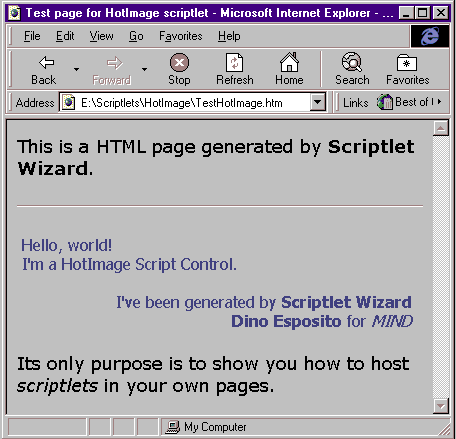 Test page for HotImage scriptlet - Microsoft Internet Explorer - ...
File Edit View Go Favorites Help
Back Forward Stop Refresh Home Search Favorites
Address E:\Scriptlets\HotImage\TestHotImage.htm Links Best of
This is a HTML page generated by Scriptlet
Wizard.
Hello, world!
I'm a HotImage Script Control.
I've been generated by Scriptlet Wizard
Dino Esposito for MIND
Its only purpose is to show you how to host
scriptlets in your own pages.
My Computer